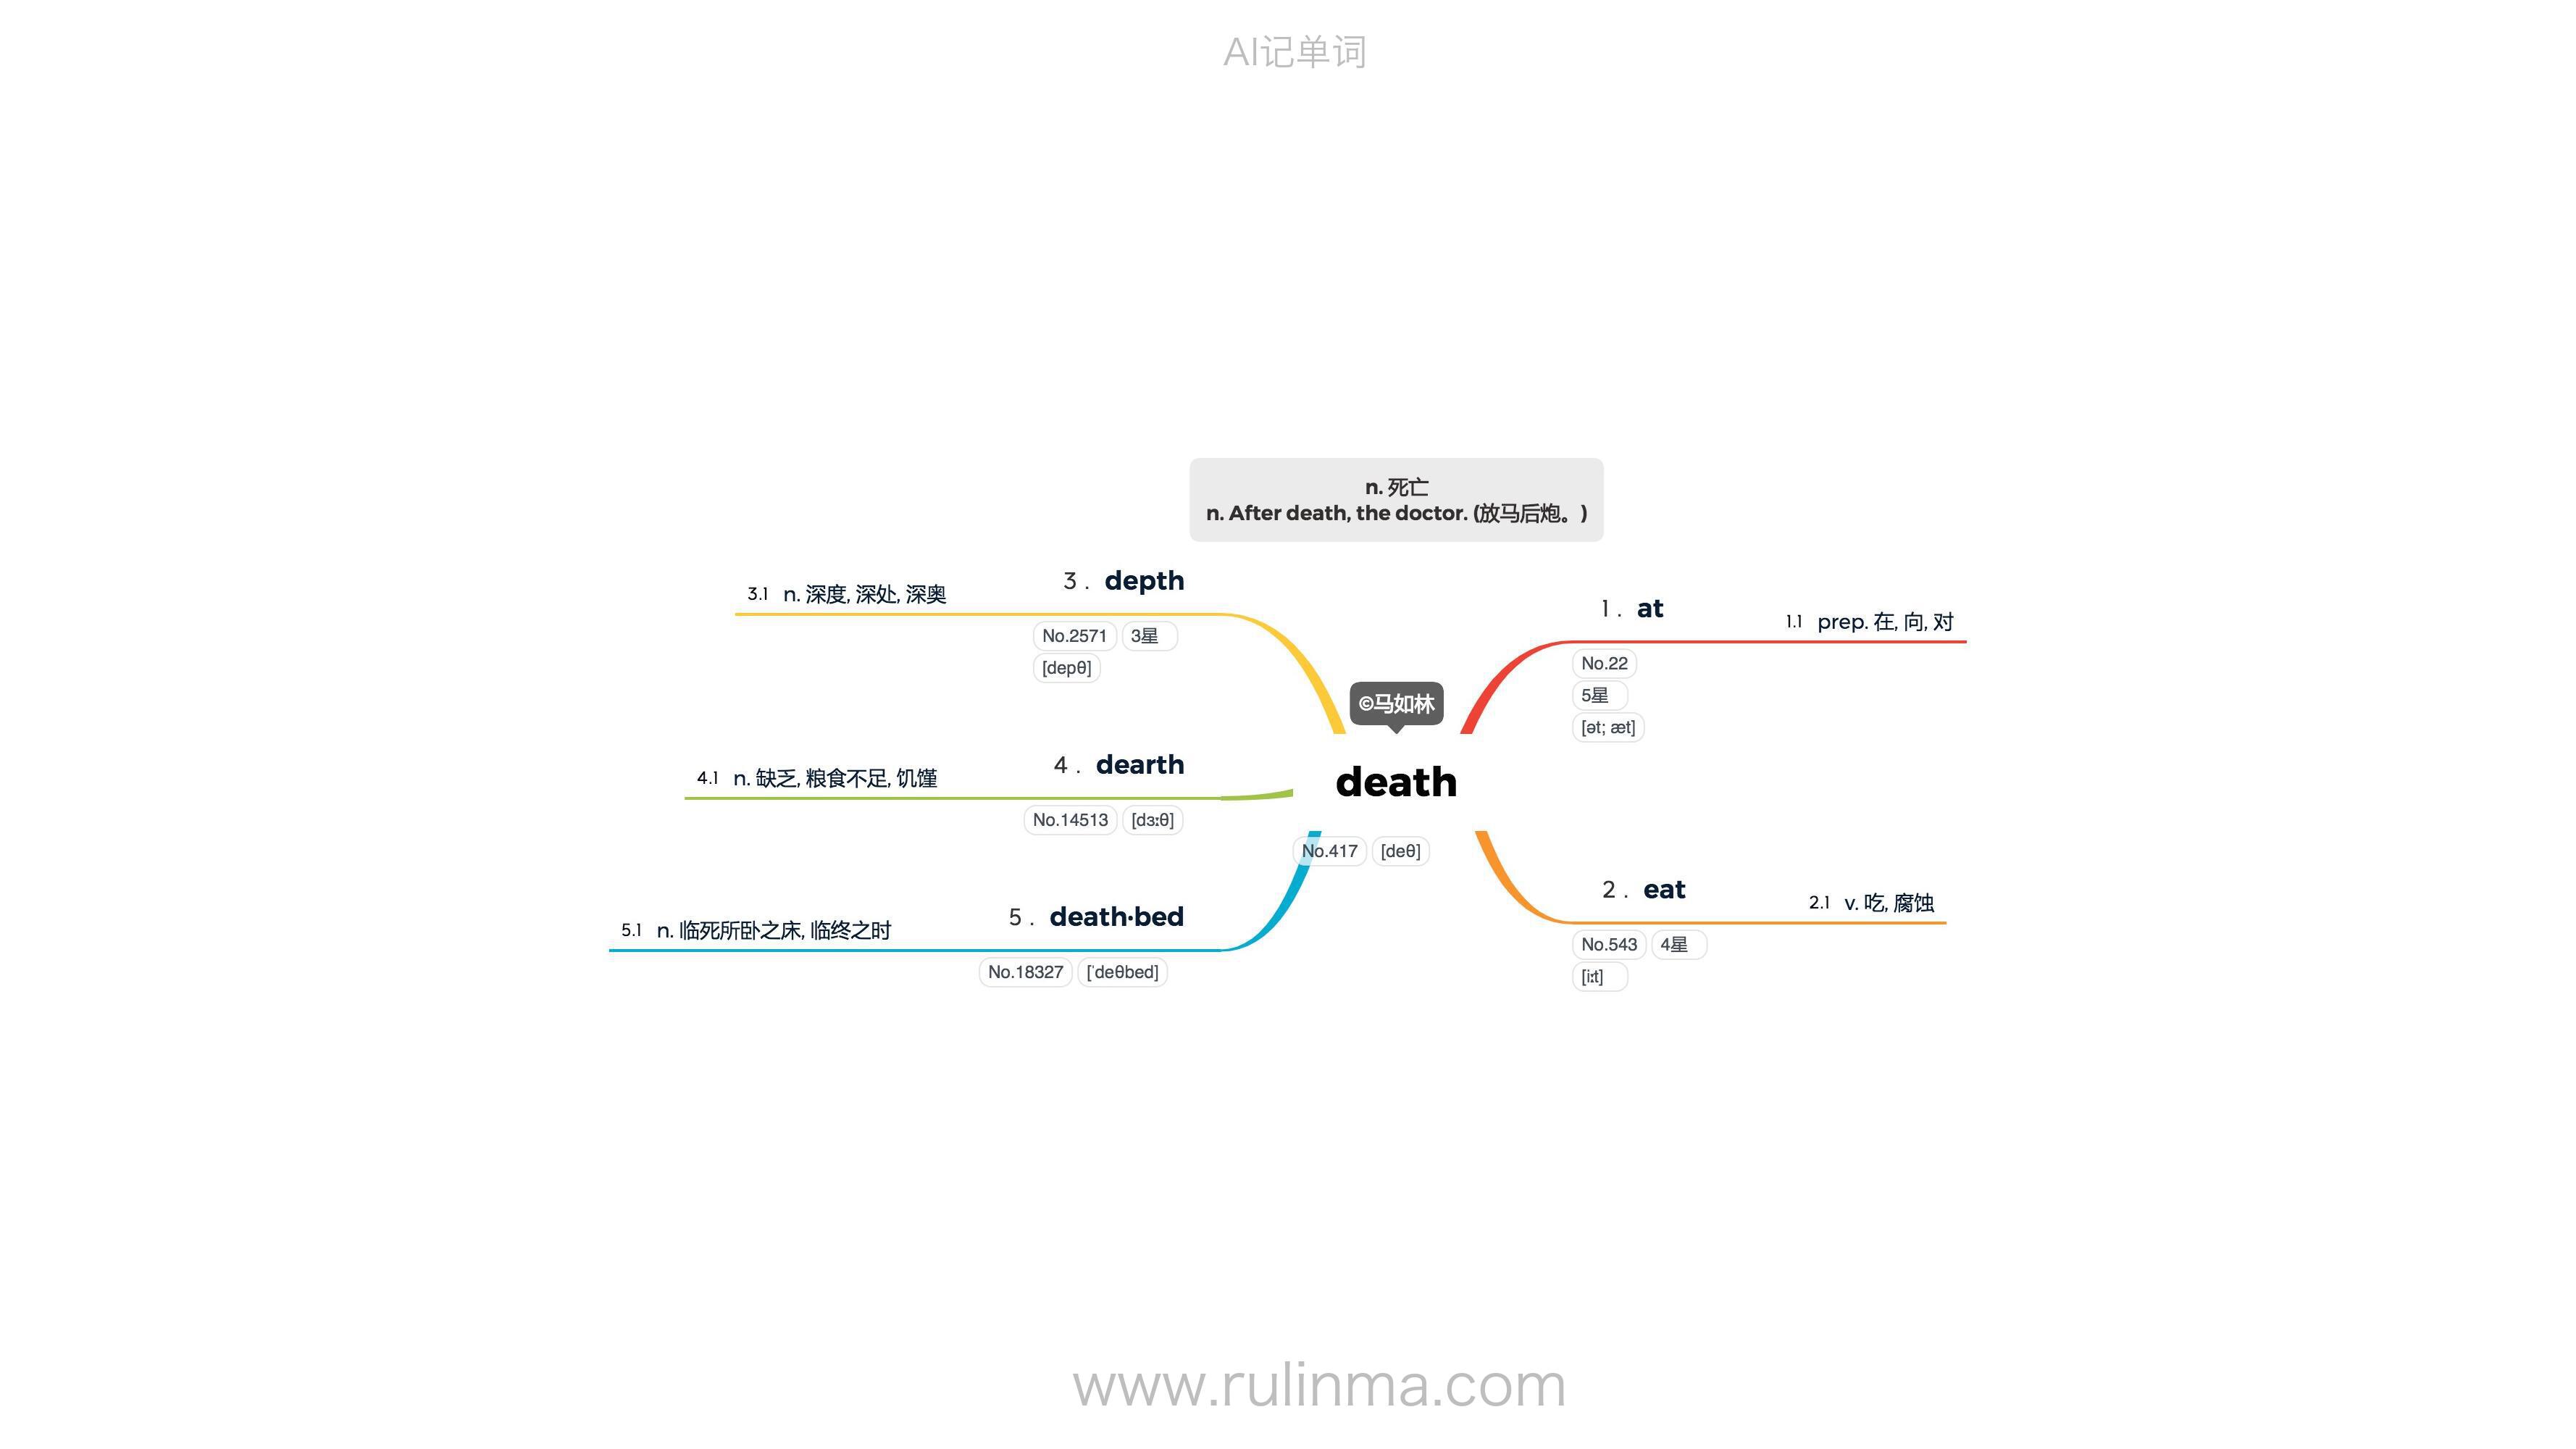 AI记单词
n. 死亡
n. After death, the doctor. (放马后炮。)
©马如林
death
No.417 [deθ]
1 . at
1.1 prep. 在, 向, 对
No.22
5星
[ət; æt]
2 . eat
2.1 v. 吃, 腐蚀
No.543 4星
[iːt]
3 . depth
3.1 n. 深度, 深处, 深奥
No.2571 3星
[depθ]
4 . dearth
4.1 n. 缺乏, 粮食不足, 饥馑
No.14513 [dɜːθ]
5 . death·bed
5.1 n. 临死所卧之床, 临终之时
No.18327 [ˈdeθbed]
www.rulinma.com